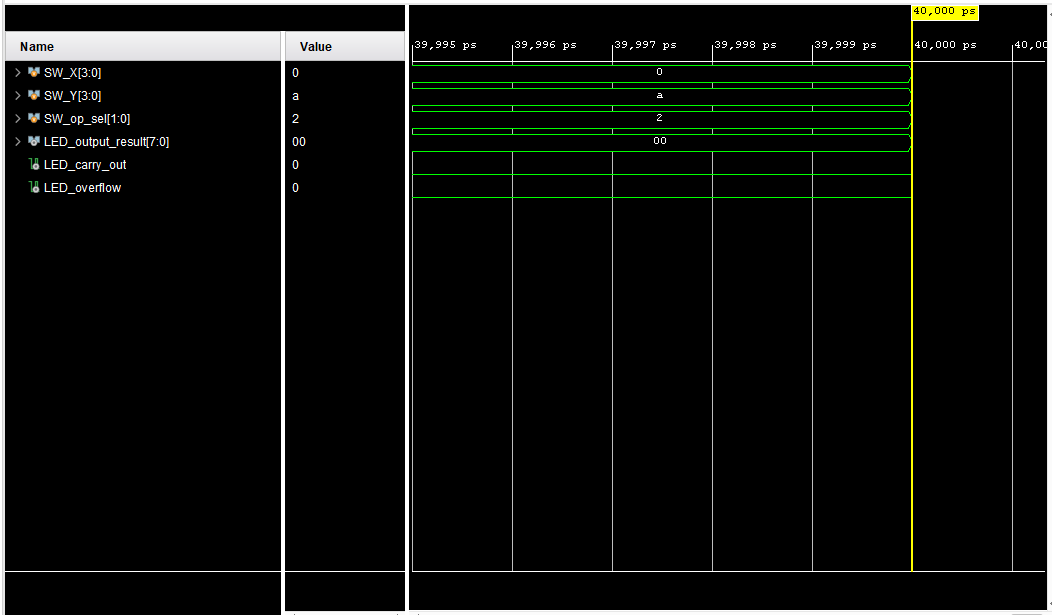 40,000 ps
Name Value
39,995 ps 39,996 ps 39,997 ps 39,998 ps 39,999 ps 40,000 ps 40,00
SW_X[3:0] 0 0
SW_Y[3:0] a a
SW_op_sel[1:0] 2 2
LED_output_result[7:0] 00 00
LED_carry_out 0
LED_overflow 0